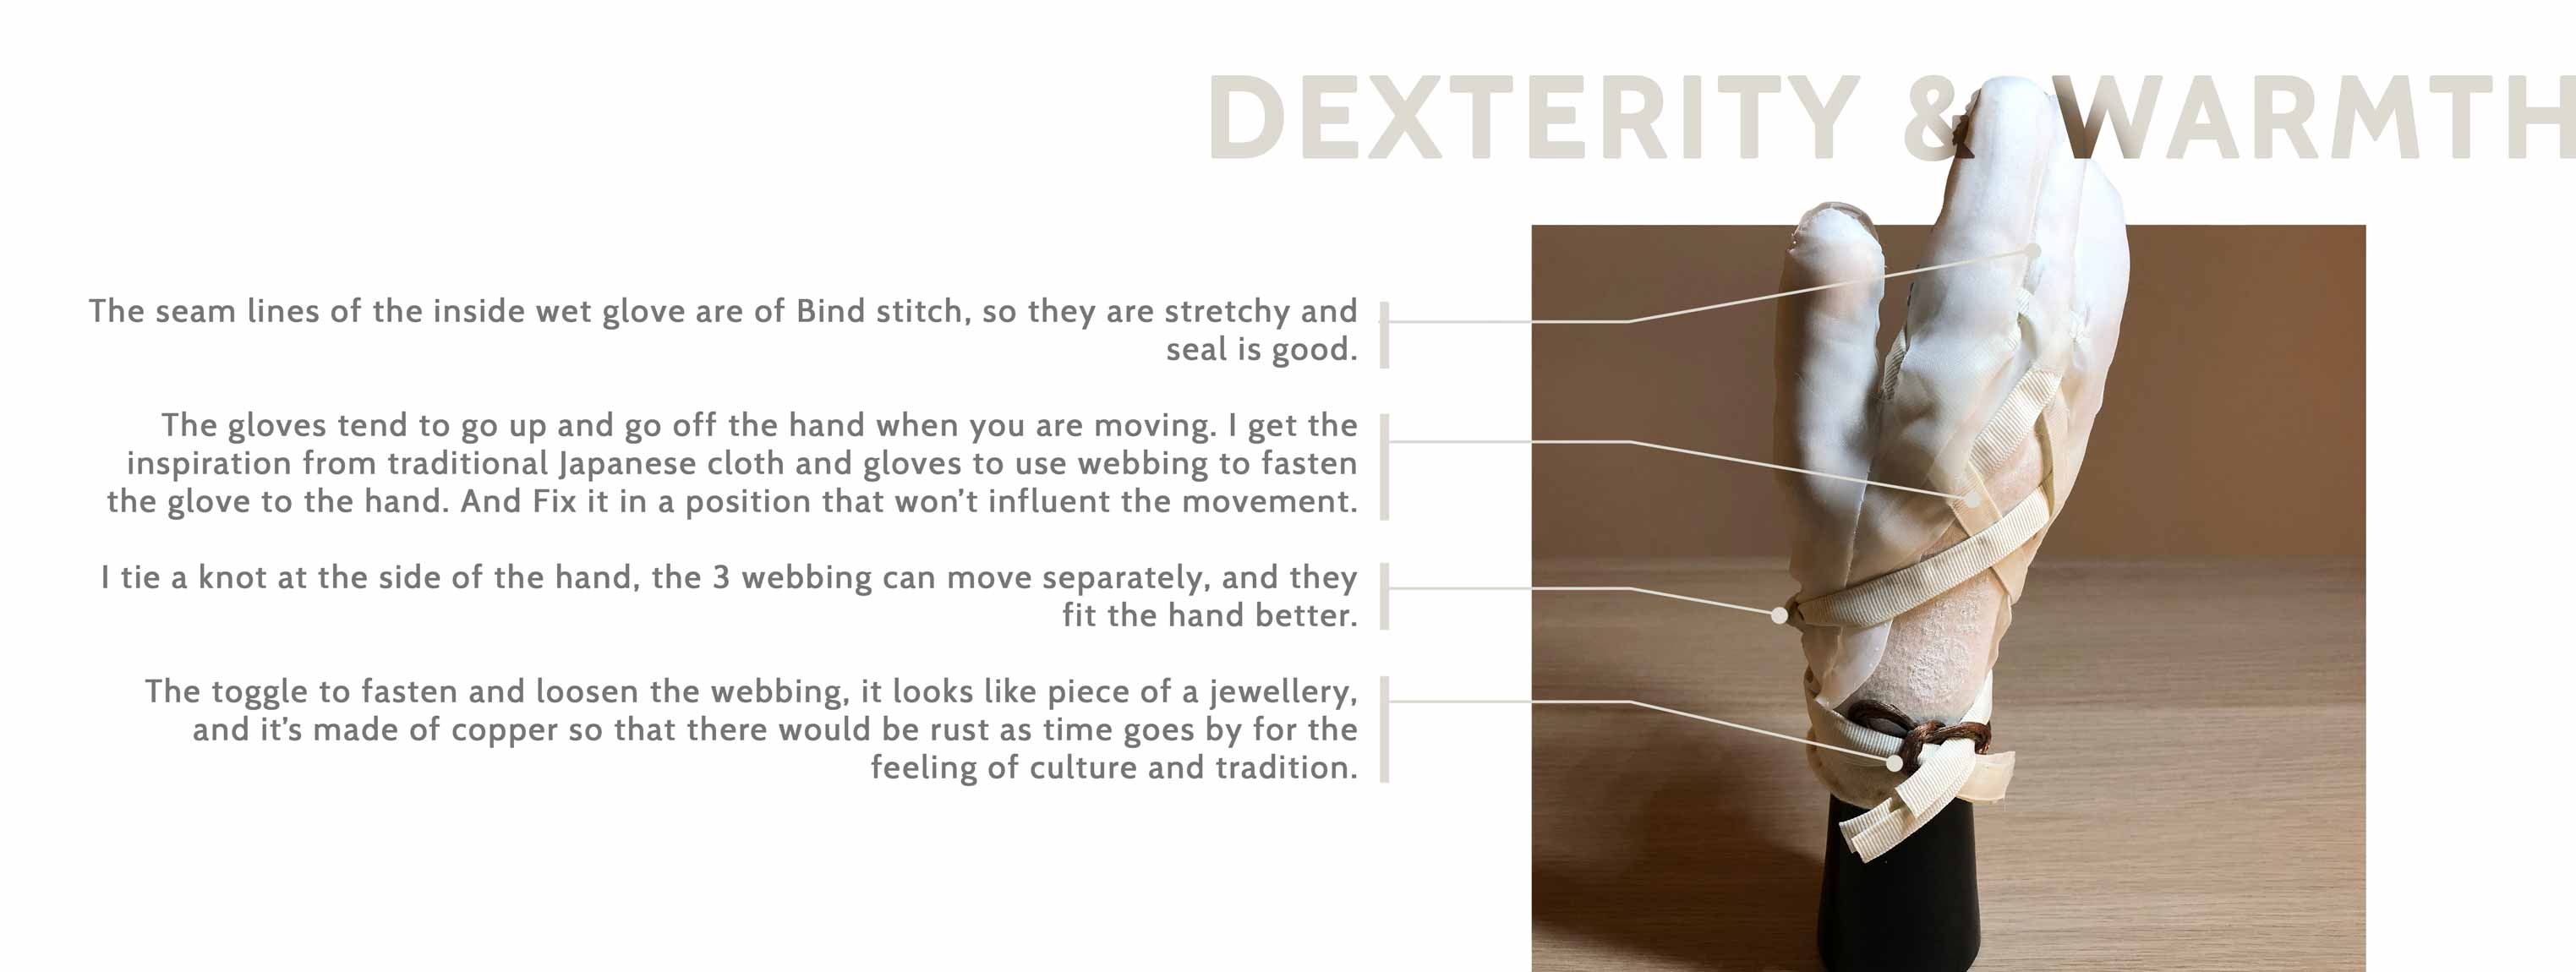 DEXTERITY & WARMTH
The seam lines of the inside wet glove are of Bind stitch, so they are stretchy and
seal is good.
The gloves tend to go up and go off the hand when you are moving. I get the
inspiration from traditional Japanese cloth and gloves to use webbing to fasten
the glove to the hand. And Fix it in a position that won’t influent the movement.
I tie a knot at the side of the hand, the 3 webbing can move separately, and they
fit the hand better.
The toggle to fasten and loosen the webbing, it looks like piece of a jewellery,
and it’s made of copper so that there would be rust as time goes by for the
feeling of culture and tradition.